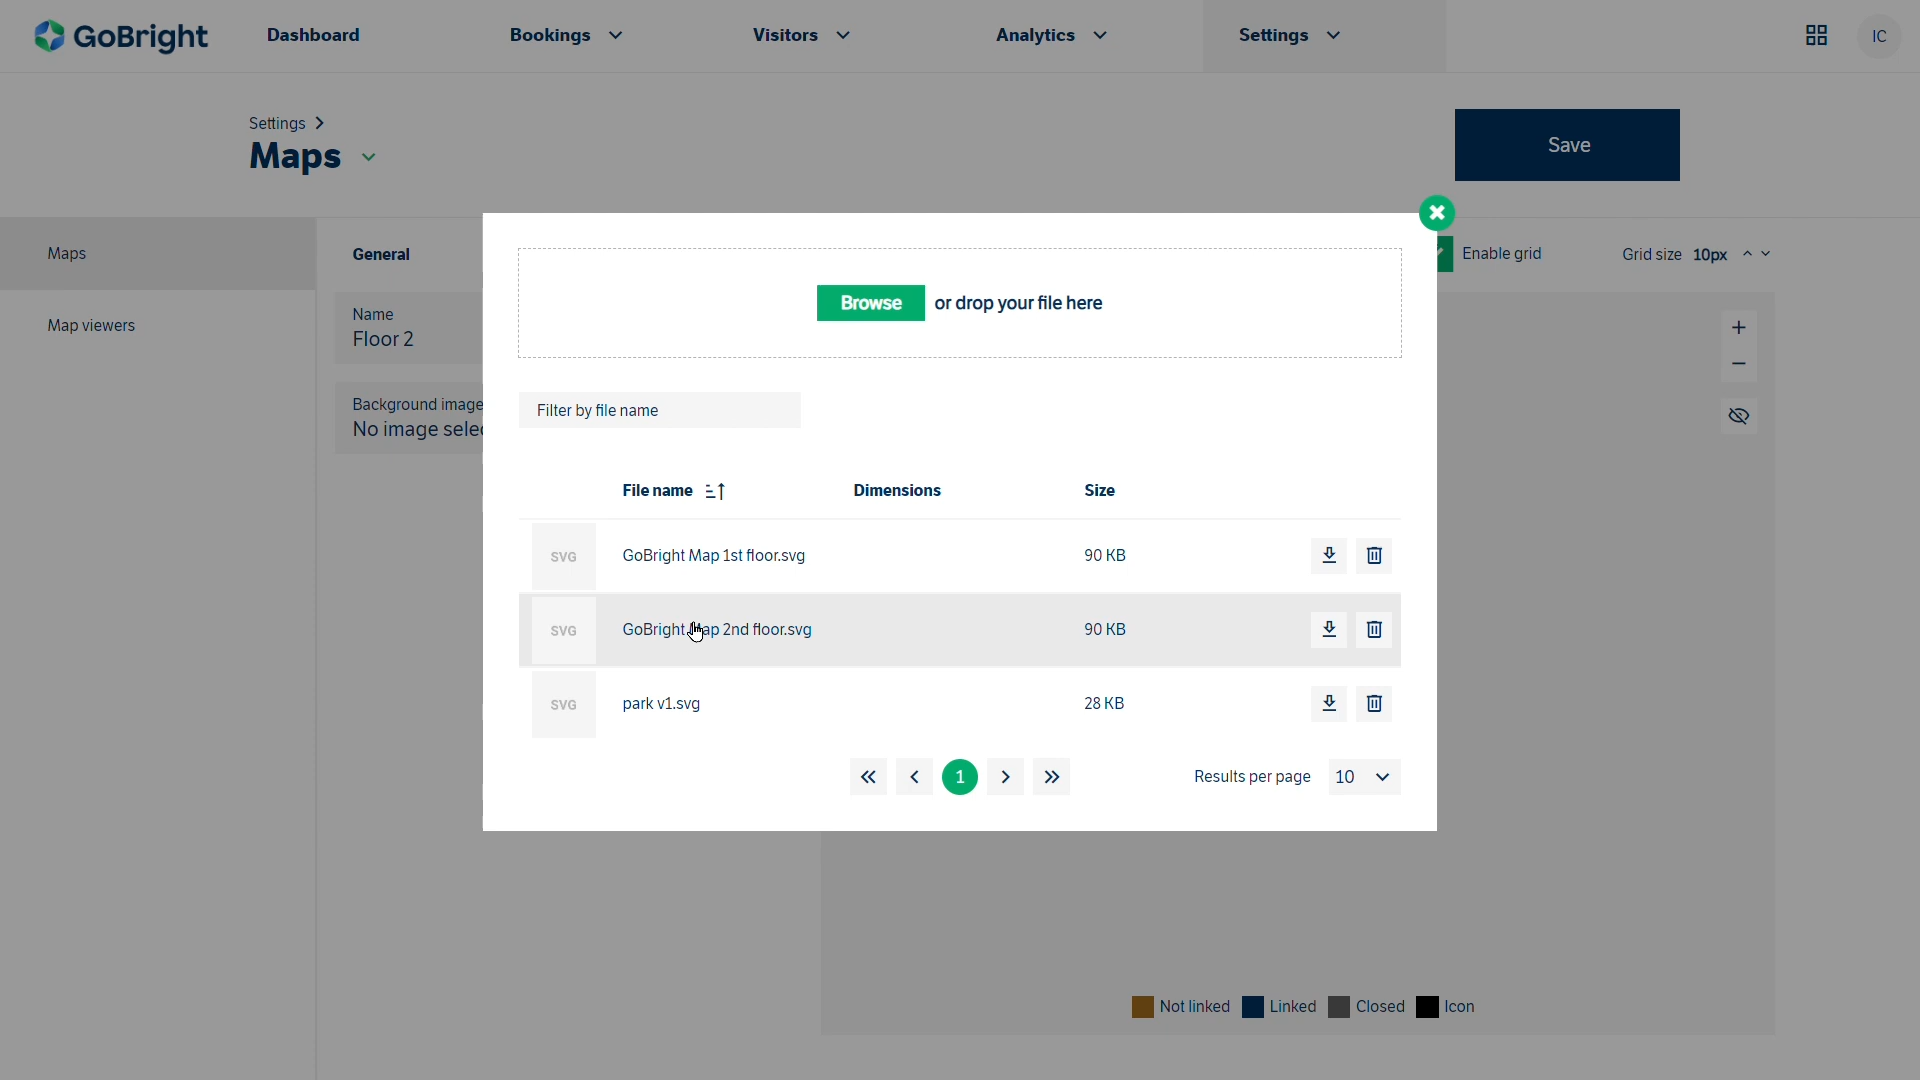 GoBright
Dashboard
Bookings
Visitors
Analytics
Settings
IC
Settings
Maps
Save
Maps
Map viewers
General
Name
Floor 2
Background image
No image selec
Enable grid
Grid size 10px
Browse or drop your file here
Filter by file name
File name Dimensions Size
SVG GoBright Map 1st floor.svg 90 KB
SVG GoBright Map 2nd floor.svg 90 KB
SVG park v1.svg 28 KB
1
Results per page 10
Not linked Linked Closed Icon